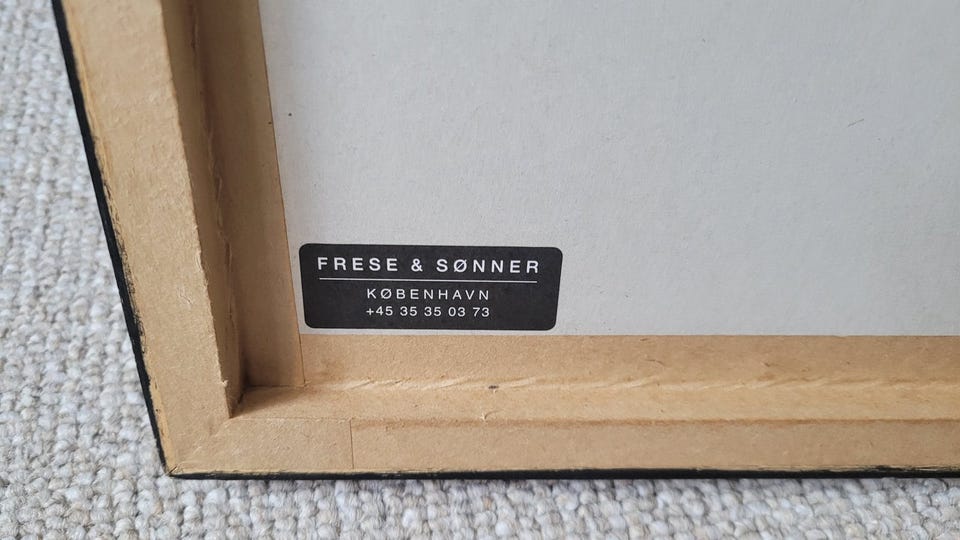 FRESE & SØNNER
KØBENHAVN
+45 35 35 03 73